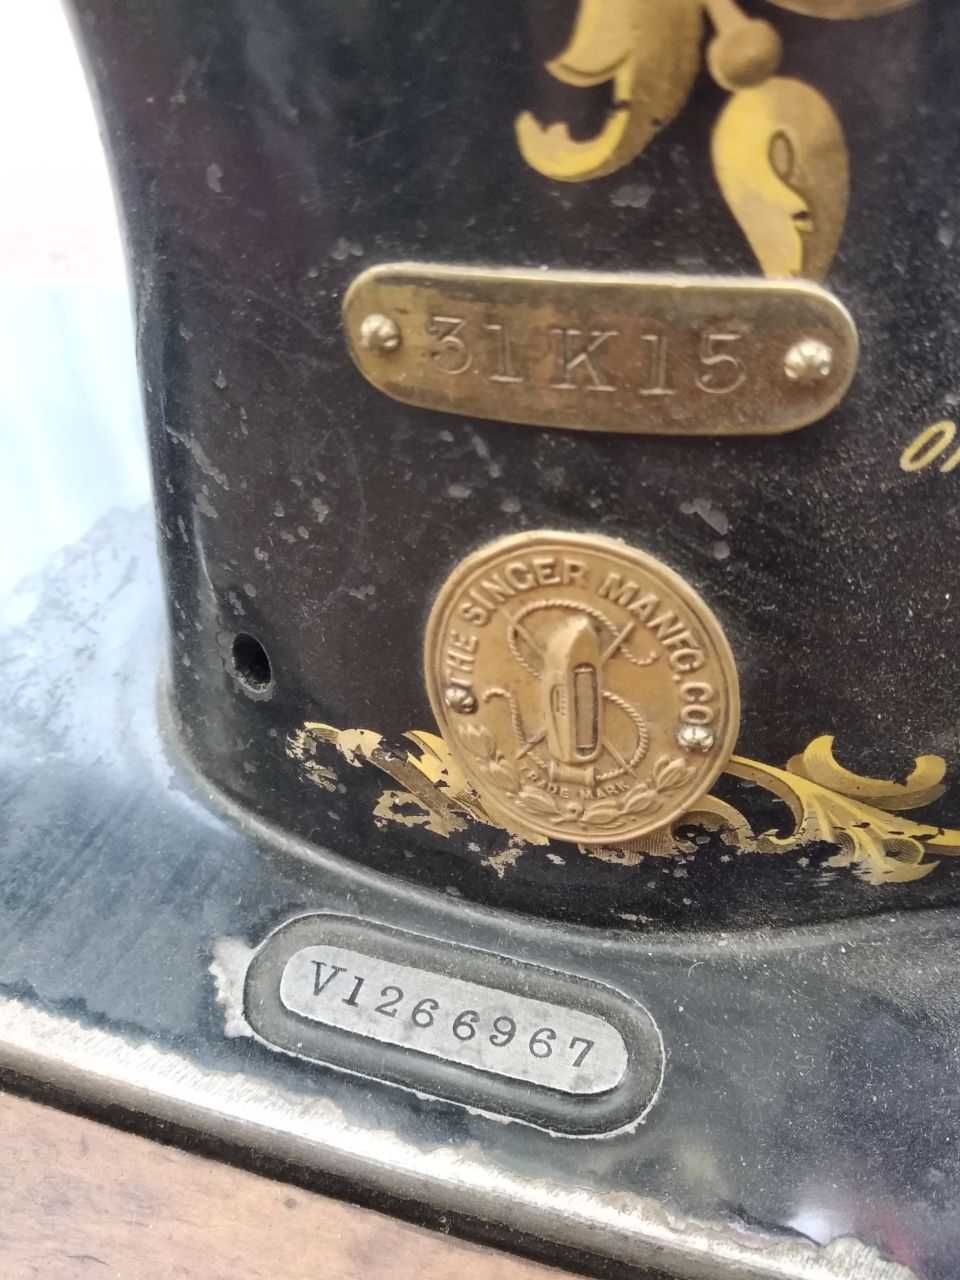 31K15
THE SINGER MANFG. CO.
TRADE MARK
V1266967